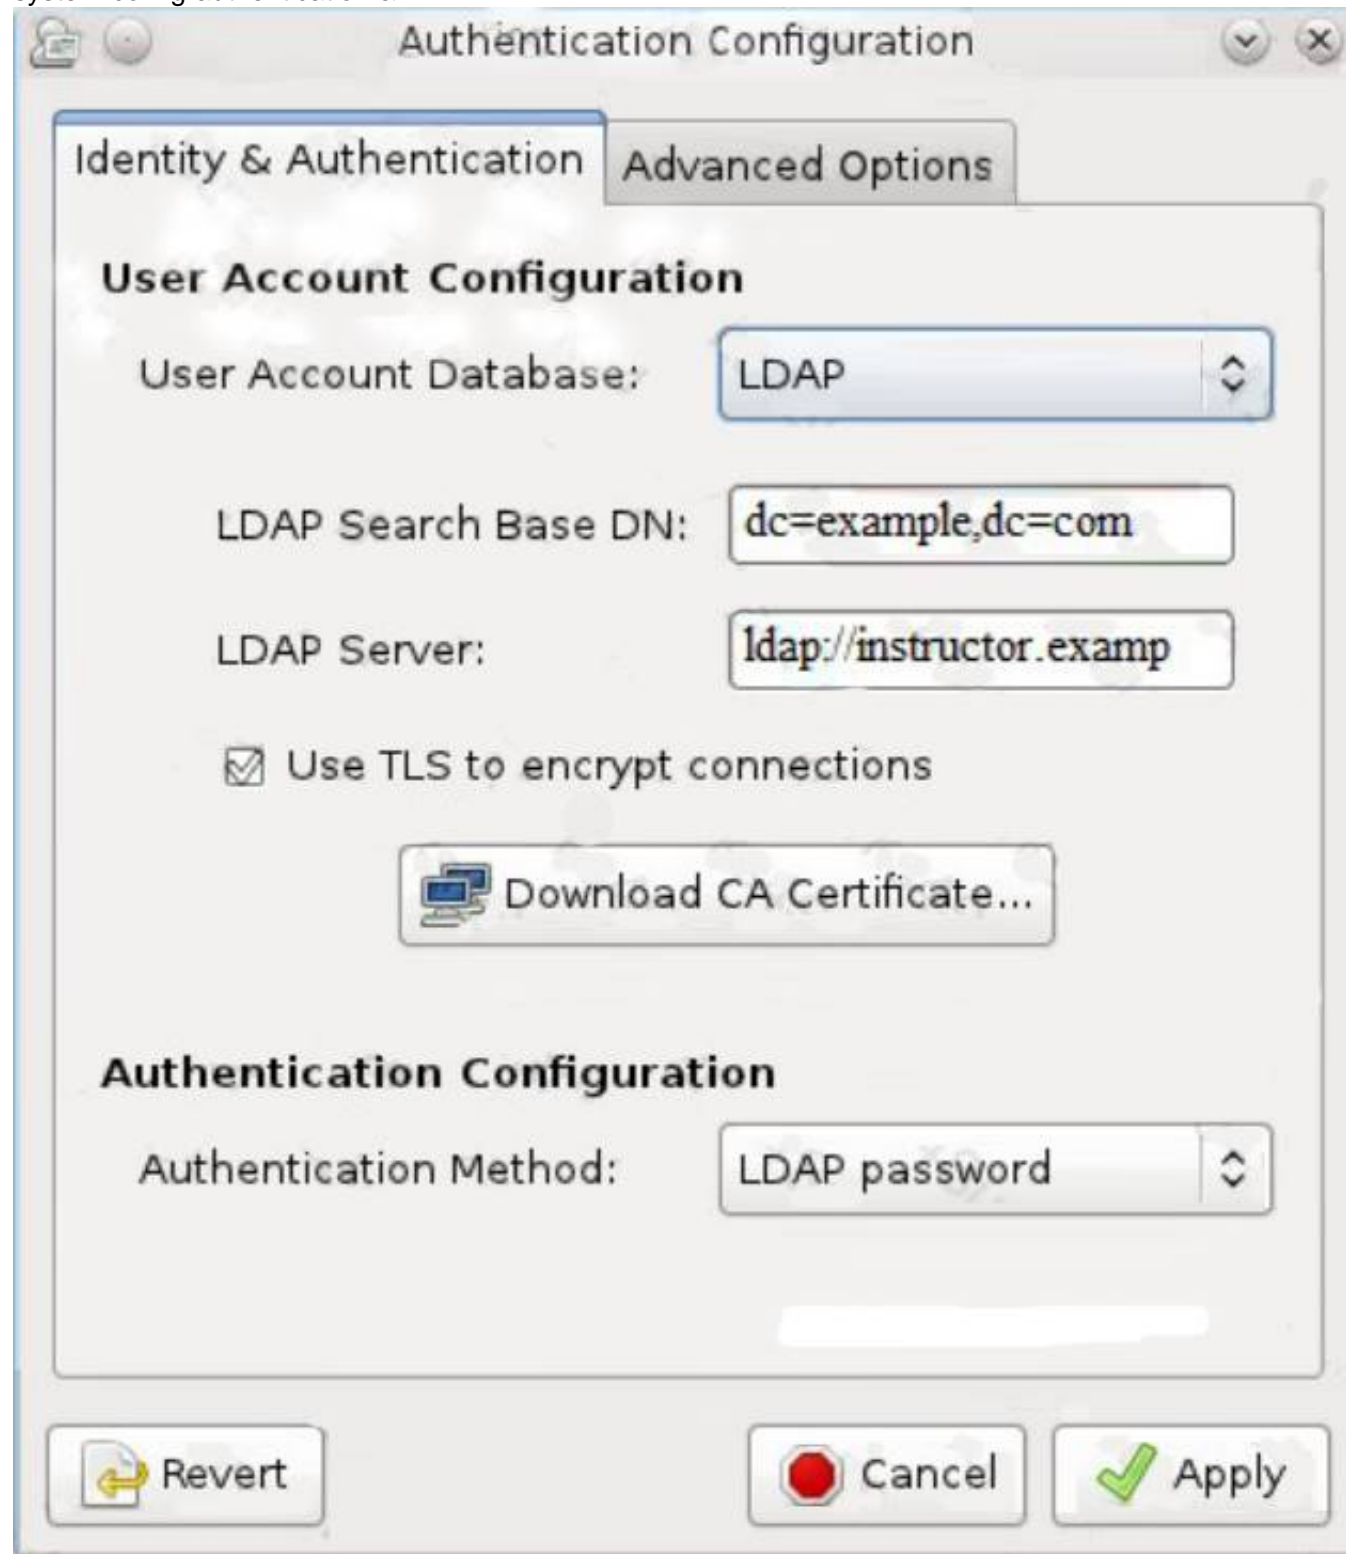 Authentication Configuration
Identity & Authentication
Advanced Options
User Account Configuration
User Account Database:
LDAP
LDAP Search Base DN:
dc=example,dc=com
LDAP Server:
ldap://instructor.examp
Use TLS to encrypt connections
Download CA Certificate...
Authentication Configuration
Authentication Method:
LDAP password
Revert
Cancel
Apply